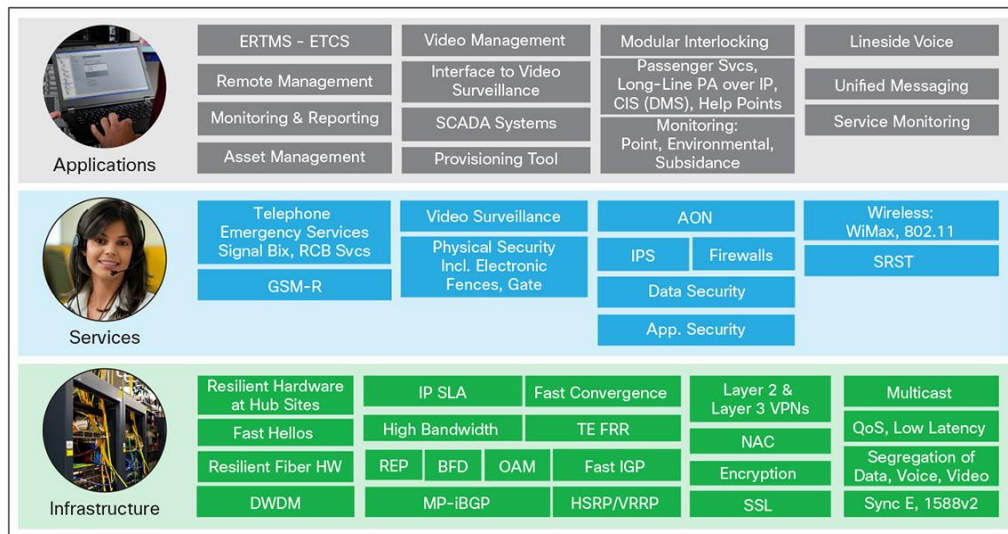 ERTMS - ETCS
Remote Management
Monitoring & Reporting
Asset Management
Video Management
Interface to Video
Surveillance
SCADA Systems
Provisioning Tool
Modular Interlocking
Passenger Svcs,
Long-Line PA over IP,
CIS (DMS), Help Points
Monitoring:
Point, Environmental,
Subsidance
Lineside Voice
Unified Messaging
Service Monitoring
Applications
Telephone
Emergency Services
Signal Bix, RCB Svcs
GSM-R
Video Surveillance
Physical Security
Incl. Electronic
Fences, Gate
AON
IPS
Firewalls
Data Security
App. Security
Wireless:
WiMax, 802.11
SRST
Services
Resilient Hardware
at Hub Sites
Fast Hellos
Resilient Fiber HW
DWDM
IP SLA
Fast Convergence
High Bandwidth
TE FRR
REP
BFD
OAM
Fast IGP
MP-iBGP
HSRP/VRRP
Layer 2 &
Layer 3 VPNs
NAC
Encryption
SSL
Multicast
QoS, Low Latency
Segregation of
Data, Voice, Video
Sync E, 1588v2
Infrastructure